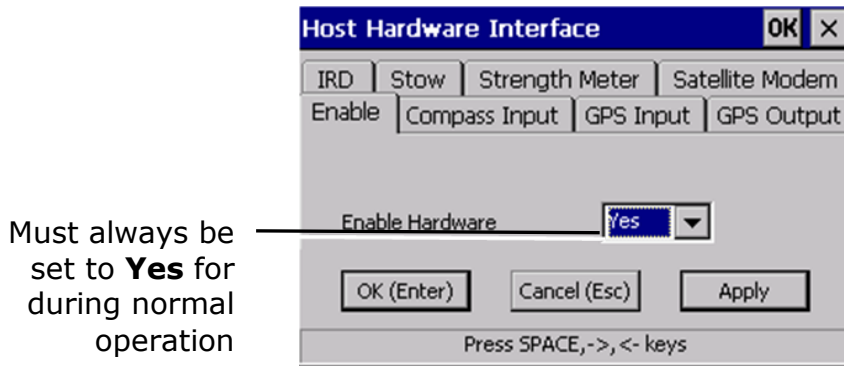 Host Hardware Interface OK ×
IRD Stow Strength Meter Satellite Modem
Enable Compass Input GPS Input GPS Output
Enable Hardware Yes
Must always be
set to Yes for
during normal
operation
OK (Enter) Cancel (Esc) Apply
Press SPACE,->,<- keys